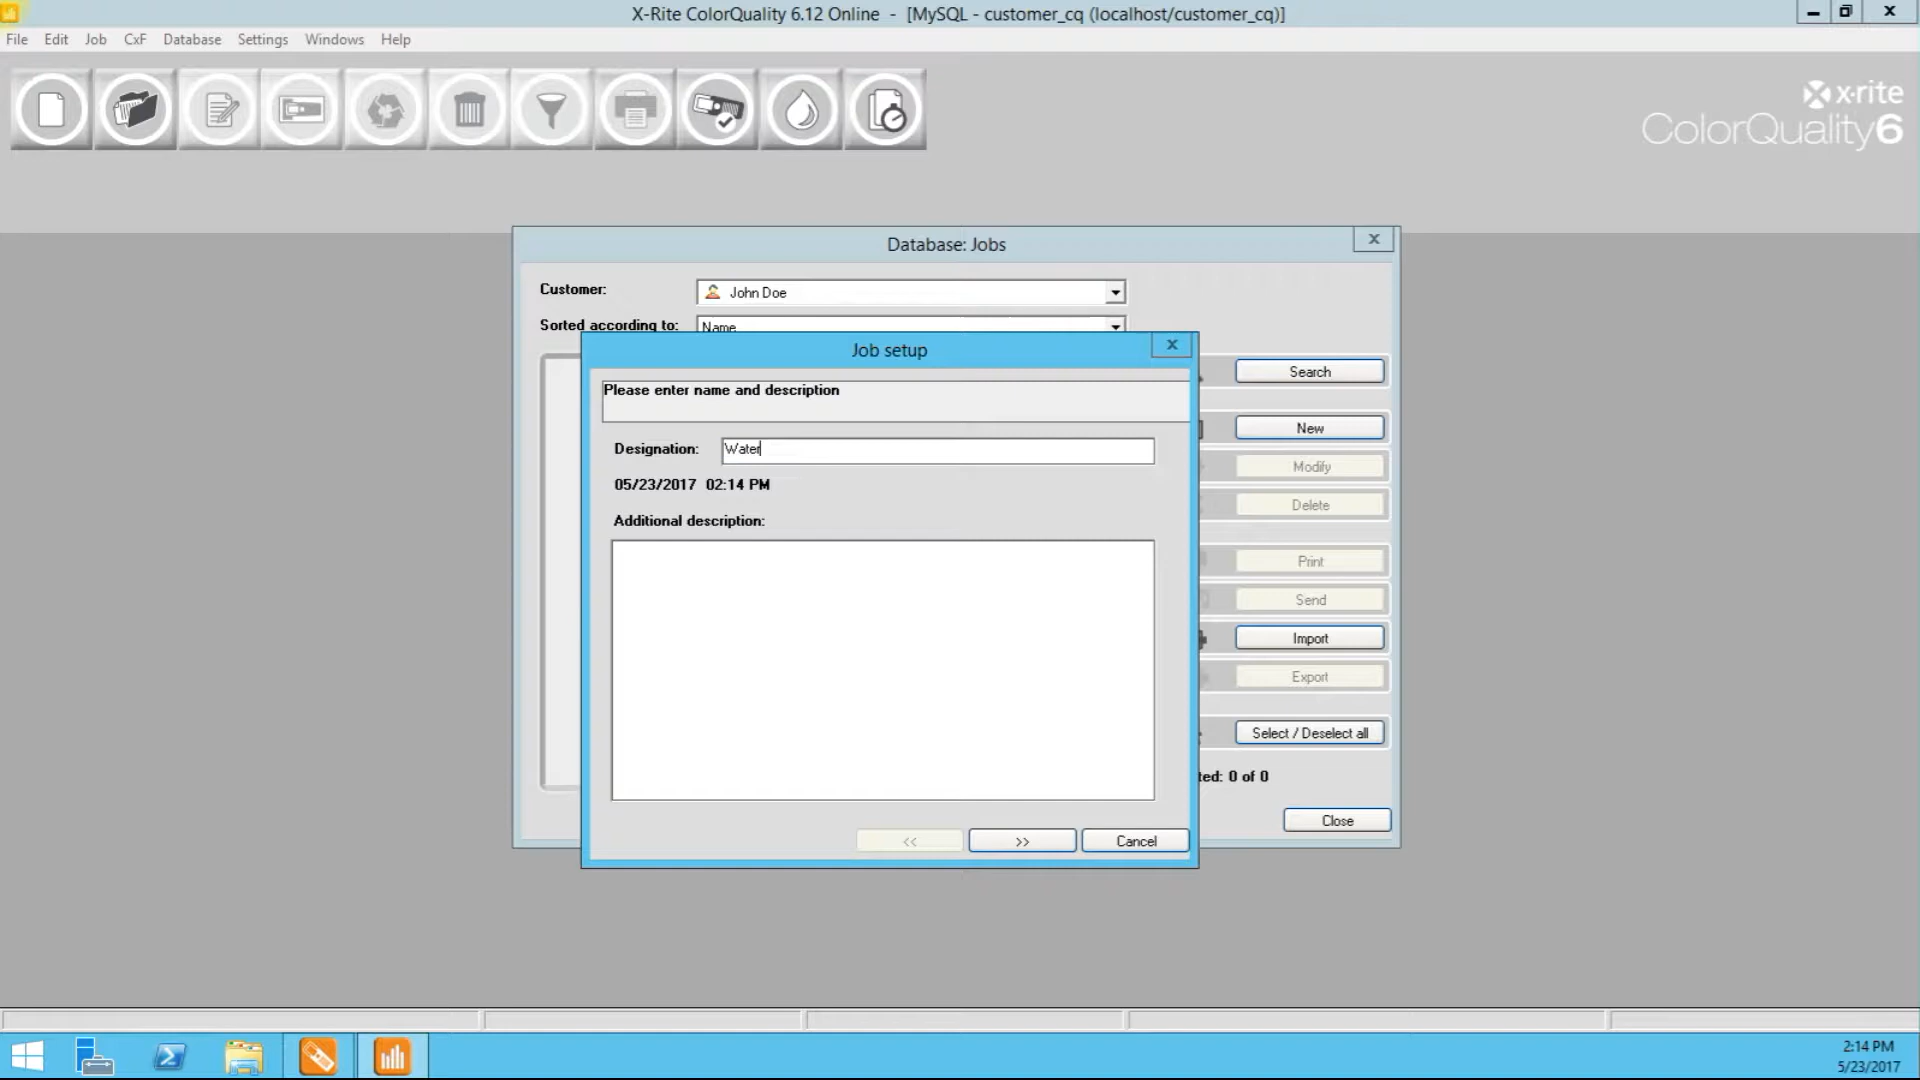 X-Rite ColorQuality 6.12 Online - [MySQL - customer_cq (localhost/customer_cq)]
File Edit Job CxF Database Settings Windows Help
x-rite
ColorQuality6
Database: Jobs
Customer: John Doe
Sorted according to: Name
Job setup
Please enter name and description
Designation: Water
05/23/2017 02:14 PM
Additional description:
<< >> Cancel
Search
New
Modify
Delete
Print
Send
Import
Export
Select / Deselect all
0 of 0
Close
2:14 PM
5/23/2017